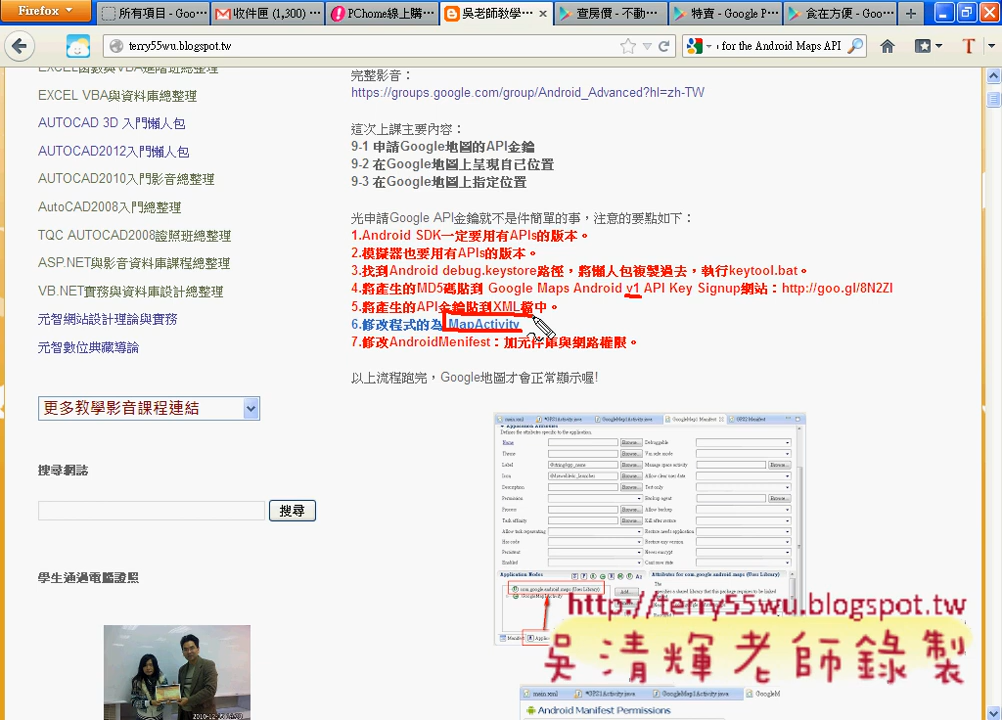 Firefox
所有項目 - Goo...
收件匣 (1,300) ...
PChome線上購...
吳老師教學...
查房價 - 不動...
特賣 - Google P...
食在方便 - Goo...
terry55wu.blogspot.tw
for the Android Maps API
EXCEL函數與VBA進階班總整理
EXCEL VBA與資料庫總整理
AUTOCAD 3D 入門懶人包
AUTOCAD2012入門懶人包
AUTOCAD2010入門影音總整理
AutoCAD2008入門總整理
TQC AUTOCAD2008證照班總整理
ASP.NET與影音資料庫課程總整理
VB.NET實務與資料庫設計總整理
元智網站設計理論與實務
元智數位典藏導論
更多教學影音課程連結
搜尋網誌
搜尋
學生通過電腦證照
完整影音：
https://groups.google.com/group/Android_Advanced?hl=zh-TW
這次上課主要內容：
9-1 申請Google地圖的API金鑰
9-2 在Google地圖上呈現自己位置
9-3 在Google地圖上指定位置
光申請Google API金鑰就不是件簡單的事，注意的要點如下：
1.Android SDK一定要用有APIs的版本。
2.模擬器也要用有APIs的版本。
3.找到Android debug.keystore路徑，將懶人包複製過去，執行keytool.bat。
4.將產生的MD5碼貼到 Google Maps Android v1 API Key Signup網站：http://goo.gl/8N2ZI
5.將產生的API金鑰貼到XML檔中。
6.修改程式的為 MapActivity
7.修改AndroidMenifest：加元件庫與網路權限。
以上流程跑完，Google地圖才會正常顯示喔!
http://terry55wu.blogspot.tw
吳清輝老師錄製
main.xml
GPS21Activity.java
GoogleMap1Activity.java
GoogleM
Android Manifest Permissions